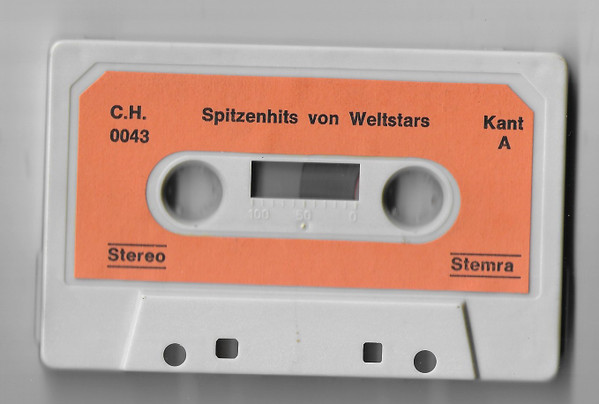 C.H.
0043
Spitzenhits von Weltstars
Kant
A
100 50 0
Stereo
Stemra